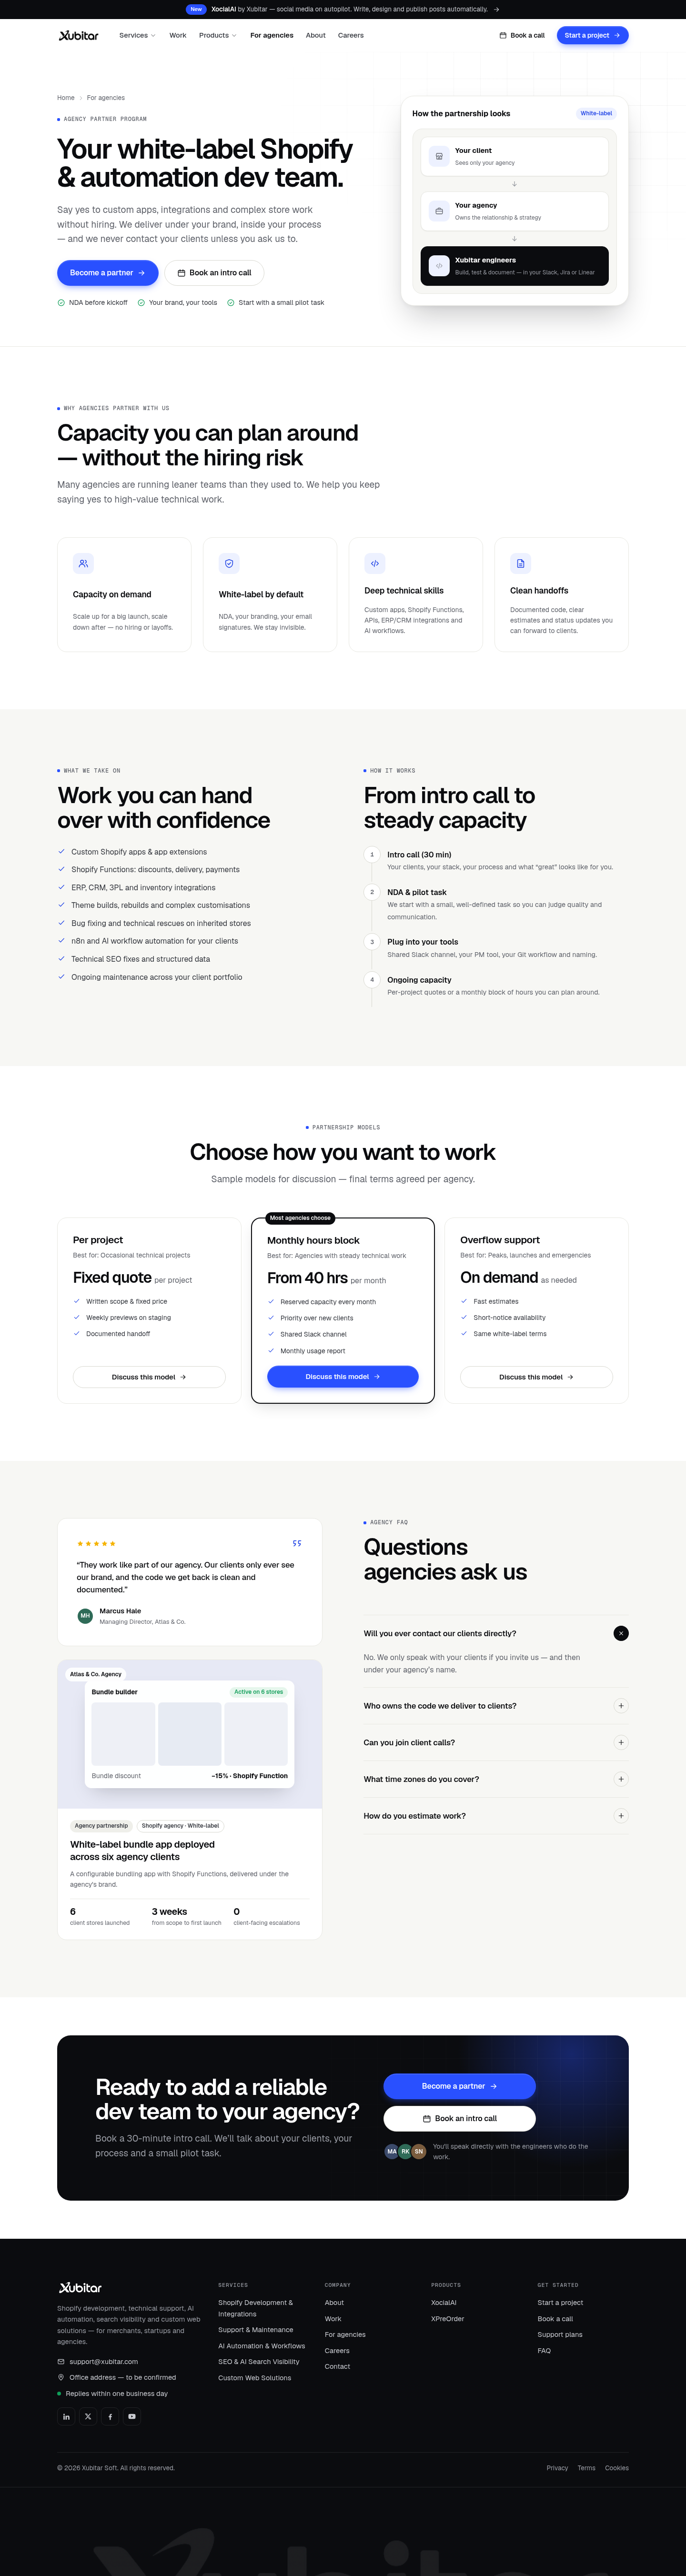 New XocialAI by Xubitar — social media on autopilot. Write, design and publish posts automatically. →
Xubitar
Services
Work
Products
For agencies
About
Careers
Book a call
Start a project →
Home > For agencies
AGENCY PARTNER PROGRAM
Your white-label Shopify
& automation dev team.
Say yes to custom apps, integrations and complex store work
without hiring. We deliver under your brand, inside your process
— and we never contact your clients unless you ask us to.
Become a partner →
Book an intro call
NDA before kickoff
Your brand, your tools
Start with a small pilot task
How the partnership looks
White-label
Your client
Sees only your agency
↓
Your agency
Owns the relationship & strategy
↓
Xubitar engineers
Build, test & document — in your Slack, Jira or Linear
WHY AGENCIES PARTNER WITH US
Capacity you can plan around
— without the hiring risk
Many agencies are running leaner teams than they used to. We help you keep
saying yes to high-value technical work.
Capacity on demand
Scale up for a big launch, scale
down after — no hiring or layoffs.
White-label by default
NDA, your branding, your email
signatures. We stay invisible.
Deep technical skills
Custom apps, Shopify Functions,
APIs, ERP/CRM integrations and
AI workflows.
Clean handoffs
Documented code, clear
estimates and status updates you
can forward to clients.
WHAT WE TAKE ON
Work you can hand
over with confidence
Custom Shopify apps & app extensions
Shopify Functions: discounts, delivery, payments
ERP, CRM, 3PL and inventory integrations
Theme builds, rebuilds and complex customisations
Bug fixing and technical rescues on inherited stores
n8n and AI workflow automation for your clients
Technical SEO fixes and structured data
Ongoing maintenance across your client portfolio
HOW IT WORKS
From intro call to
steady capacity
1
Intro call (30 min)
Your clients, your stack, your process and what “great” looks like for you.
2
NDA & pilot task
We start with a small, well-defined task so you can judge quality and
communication.
3
Plug into your tools
Shared Slack channel, your PM tool, your Git workflow and naming.
4
Ongoing capacity
Per-project quotes or a monthly block of hours you can plan around.
PARTNERSHIP MODELS
Choose how you want to work
Sample models for discussion — final terms agreed per agency.
Per project
Best for: Occasional technical projects
Fixed quote per project
Written scope & fixed price
Weekly previews on staging
Documented handoff
Discuss this model →
Most agencies choose
Monthly hours block
Best for: Agencies with steady technical work
From 40 hrs per month
Reserved capacity every month
Priority over new clients
Shared Slack channel
Monthly usage report
Discuss this model →
Overflow support
Best for: Peaks, launches and emergencies
On demand as needed
Fast estimates
Short-notice availability
Same white-label terms
Discuss this model →
“They work like part of our agency. Our clients only ever see
our brand, and the code we get back is clean and
documented.”
MH
Marcus Hale
Managing Director, Atlas & Co.
Atlas & Co. Agency
Bundle builder
Active on 6 stores
Bundle discount
−15% · Shopify Function
Agency partnership
Shopify agency · White-label
White-label bundle app deployed
across six agency clients
A configurable bundling app with Shopify Functions, delivered under the
agency's brand.
6
client stores launched
3 weeks
from scope to first launch
0
client-facing escalations
AGENCY FAQ
Questions
agencies ask us
Will you ever contact our clients directly?
No. We only speak with your clients if you invite us — and then
under your agency's name.
Who owns the code we deliver to clients?
Can you join client calls?
What time zones do you cover?
How do you estimate work?
Ready to add a reliable
dev team to your agency?
Book a 30-minute intro call. We'll talk about your clients, your
process and a small pilot task.
Become a partner →
Book an intro call
MA RK SN
You'll speak directly with the engineers who do the
work.
Xubitar
Shopify development, technical support, AI
automation, search visibility and custom web
solutions — for merchants, startups and
agencies.
support@xubitar.com
Office address — to be confirmed
Replies within one business day
SERVICES
Shopify Development &
Integrations
Support & Maintenance
AI Automation & Workflows
SEO & AI Search Visibility
Custom Web Solutions
COMPANY
About
Work
For agencies
Careers
Contact
PRODUCTS
XocialAI
XPreOrder
GET STARTED
Start a project
Book a call
Support plans
FAQ
© 2026 Xubitar Soft. All rights reserved.
Privacy
Terms
Cookies
Xubitar